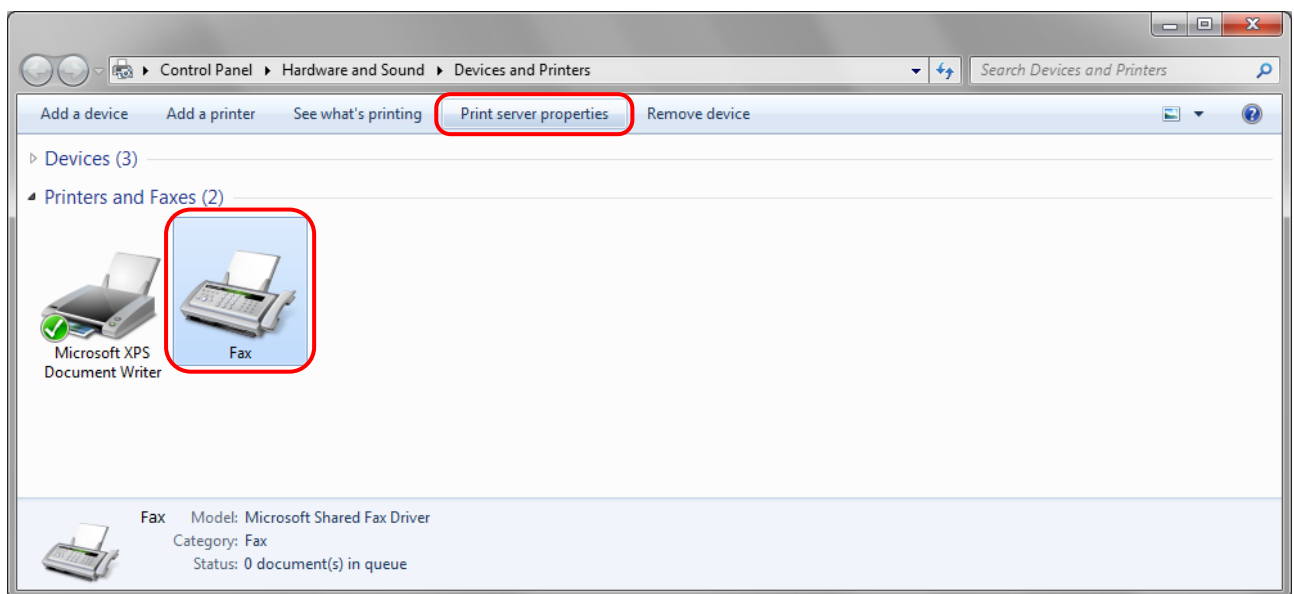 Control Panel ▸ Hardware and Sound ▸ Devices and Printers Search Devices and Printers
Add a device Add a printer See what's printing Print server properties Remove device
Devices (3)
Printers and Faxes (2)
Microsoft XPS
Document Writer
Fax
Fax Model: Microsoft Shared Fax Driver
Category: Fax
Status: 0 document(s) in queue